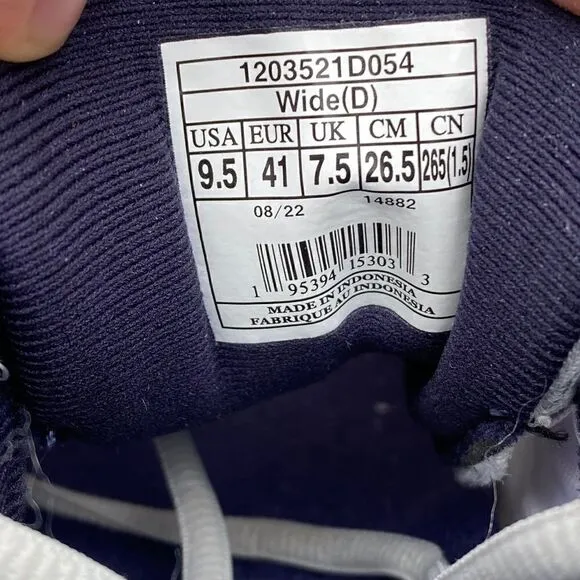 1203521D054
Wide(D)
USA EUR UK CM CN
9.5 41 7.5 26.5 265(1.5)
08/22 14882
1 95394 15303 3
MADE IN INDONESIA
FABRIQUE AU INDONESIA